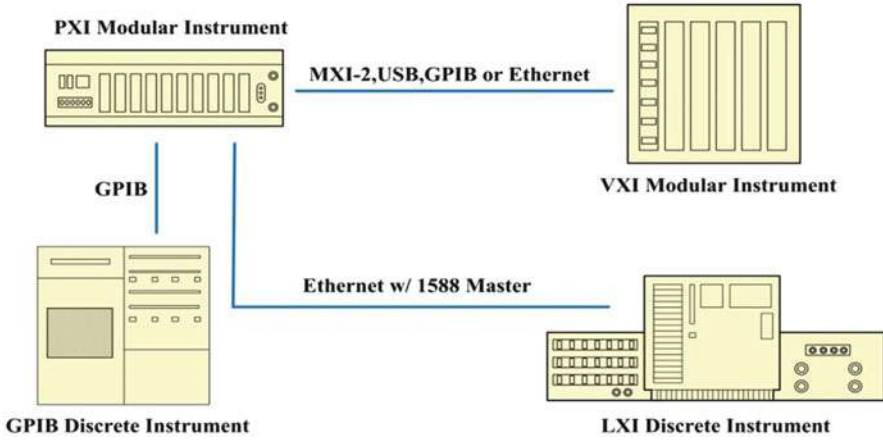 PXI Modular Instrument
MXI-2,USB,GPIB or Ethernet
VXI Modular Instrument
GPIB
Ethernet w/ 1588 Master
GPIB Discrete Instrument
LXI Discrete Instrument